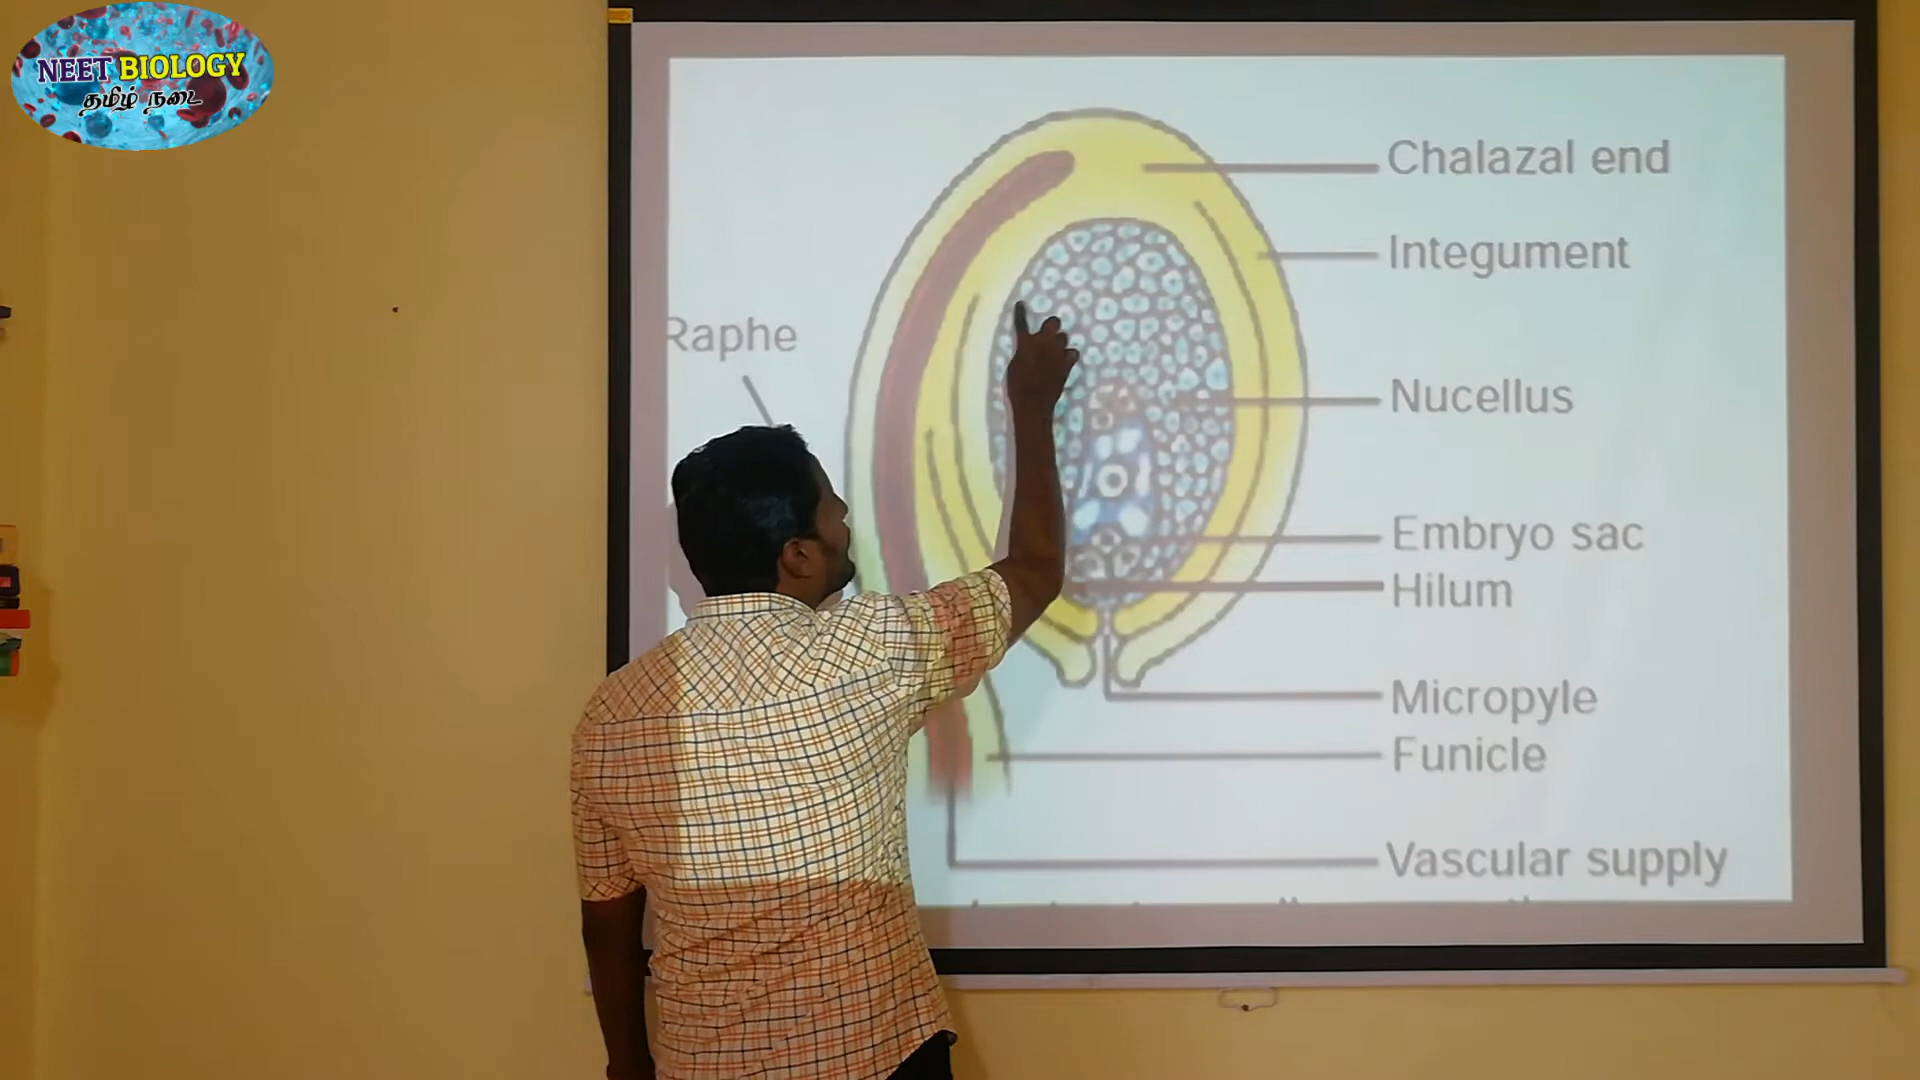 NEET BIOLOGY
தமிழ் நடை
Chalazal end
Integument
Raphe
Nucellus
Embryo sac
Hilum
Micropyle
Funicle
Vascular supply